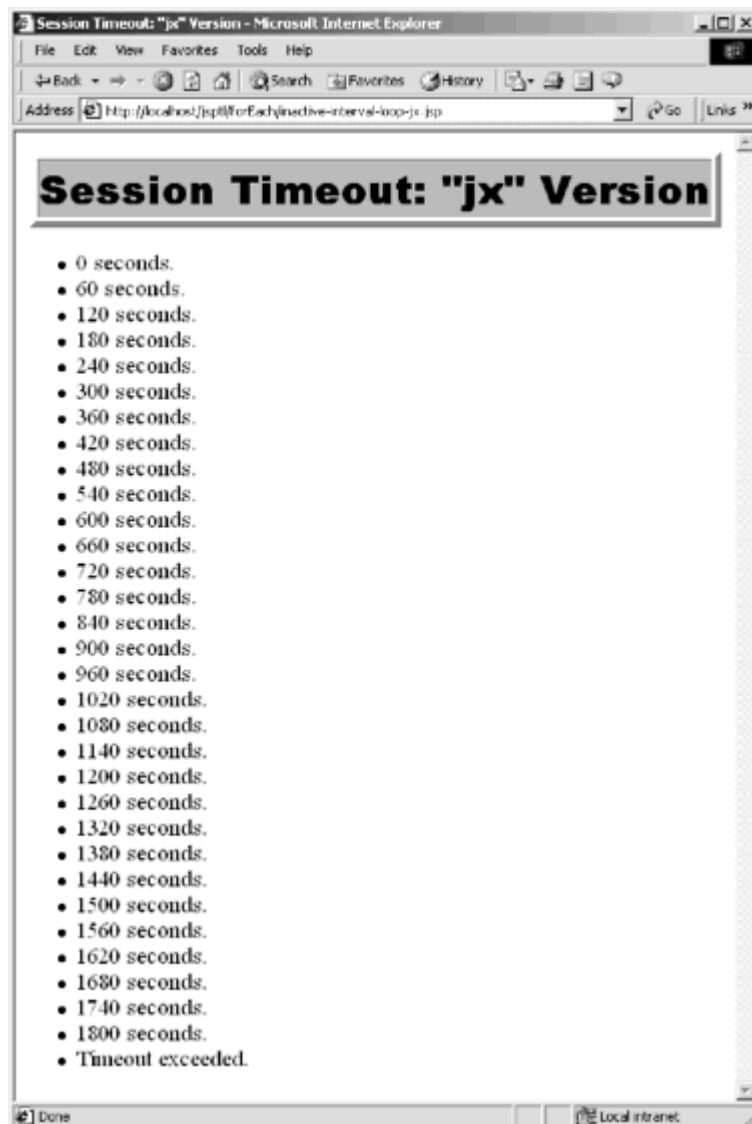 Session Timeout: "jx" Version - Microsoft Internet Explorer
File Edit View Favorites Tools Help
Back Search Favorites History
Address http://localhost/jsptl/forEach/inactive-interval-loop-jx.jsp Go Links »
Session Timeout: "jx" Version
• 0 seconds.
• 60 seconds.
• 120 seconds.
• 180 seconds.
• 240 seconds.
• 300 seconds.
• 360 seconds.
• 420 seconds.
• 480 seconds.
• 540 seconds.
• 600 seconds.
• 660 seconds.
• 720 seconds.
• 780 seconds.
• 840 seconds.
• 900 seconds.
• 960 seconds.
• 1020 seconds.
• 1080 seconds.
• 1140 seconds.
• 1200 seconds.
• 1260 seconds.
• 1320 seconds.
• 1380 seconds.
• 1440 seconds.
• 1500 seconds.
• 1560 seconds.
• 1620 seconds.
• 1680 seconds.
• 1740 seconds.
• 1800 seconds.
• Timeout exceeded.
Done Local intranet